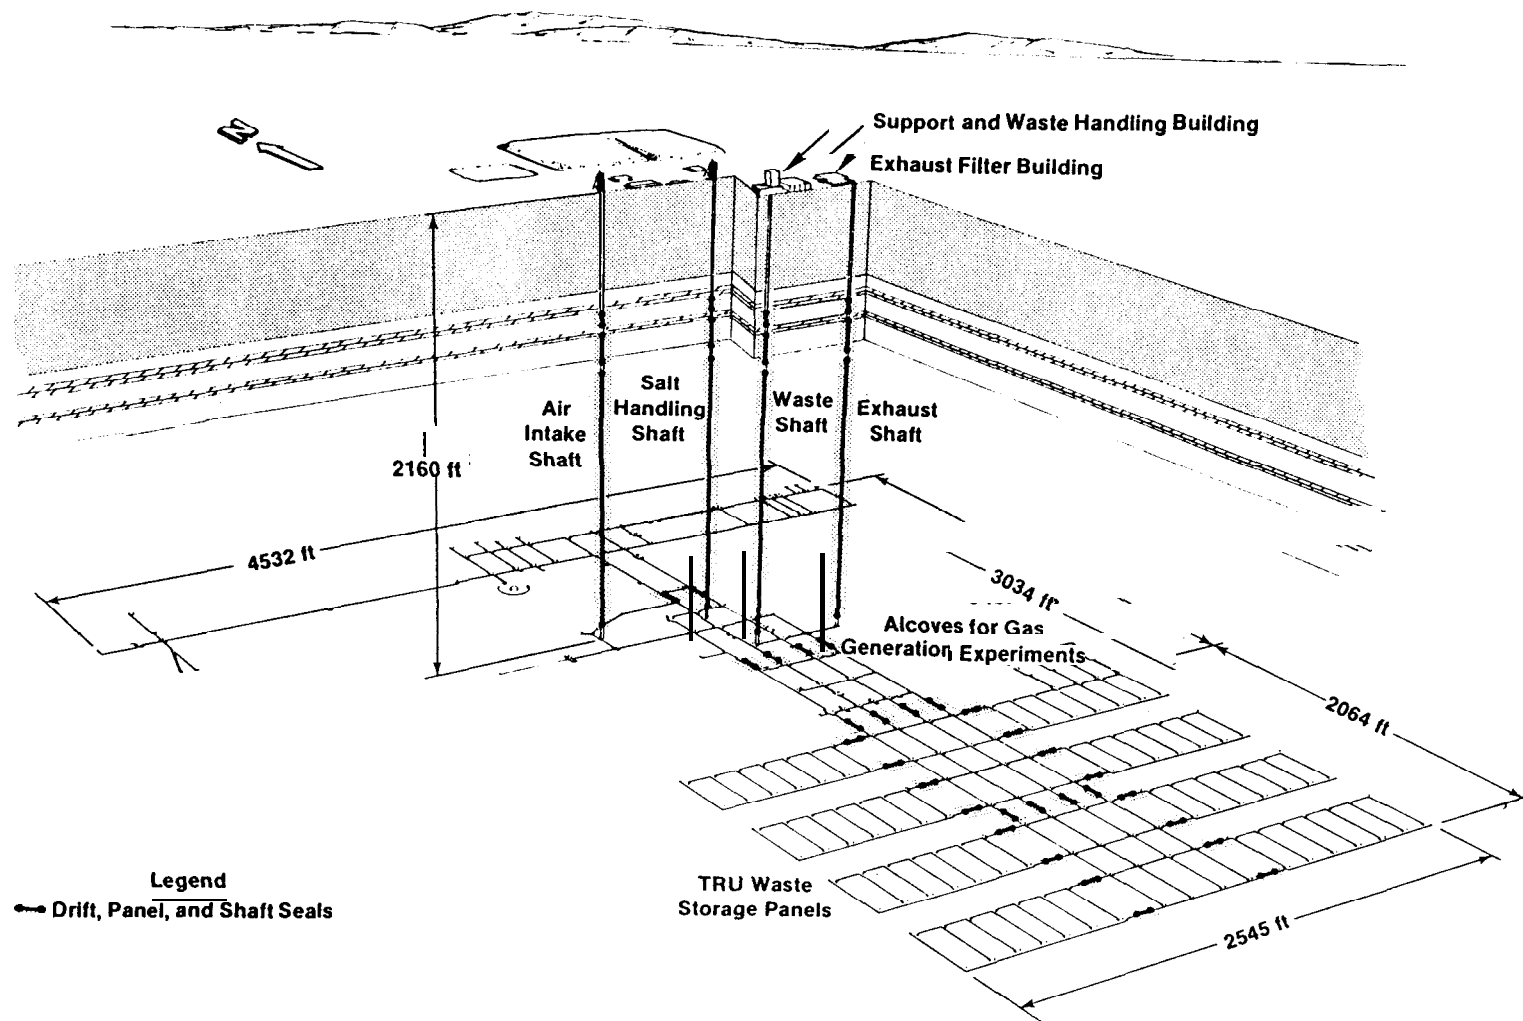 N
Support and Waste Handling Building
Exhaust Filter Building
Air
Intake
Shaft
Salt
Handling
Shaft
Waste
Shaft
Exhaust
Shaft
2160 ft
4532 ft
3034 ft
Alcoves for Gas
Generation Experiments
2064 ft
TRU Waste
Storage Panels
2545 ft
Legend
Drift, Panel, and Shaft Seals